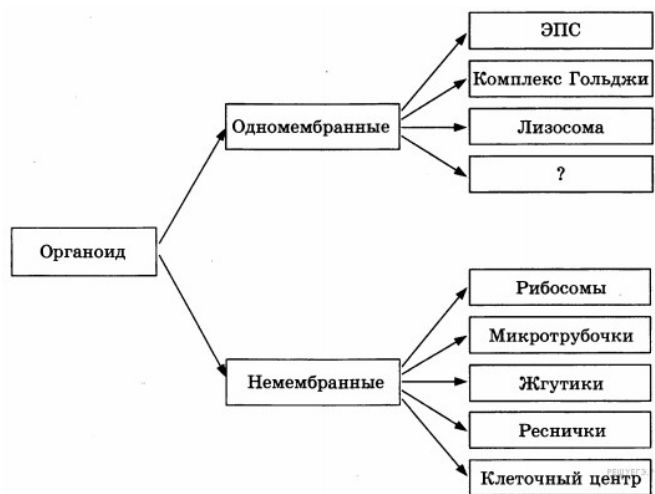 ЭПС
Комплекс Гольджи
Одномембранные
Лизосома
?
Органоид
Рибосомы
Микротрубочки
Немембранные
Жгутики
Реснички
Клеточный центр